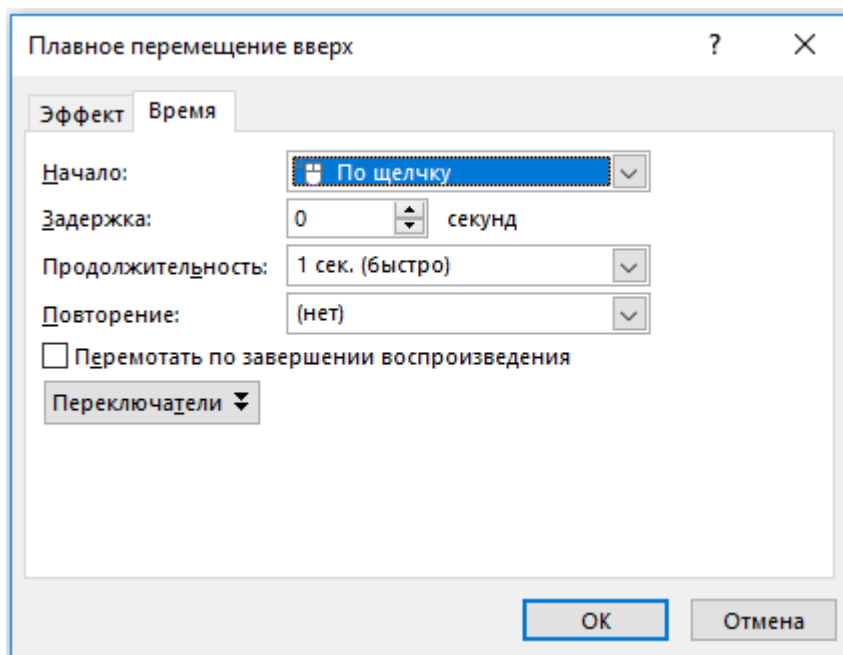 Плавное перемещение вверх ?
Эффект Время
Начало: По щелчку
Задержка: 0 секунд
Продолжительность: 1 сек. (быстро)
Повторение: (нет)
Перемотать по завершении воспроизведения
Переключатели
ОК Отмена